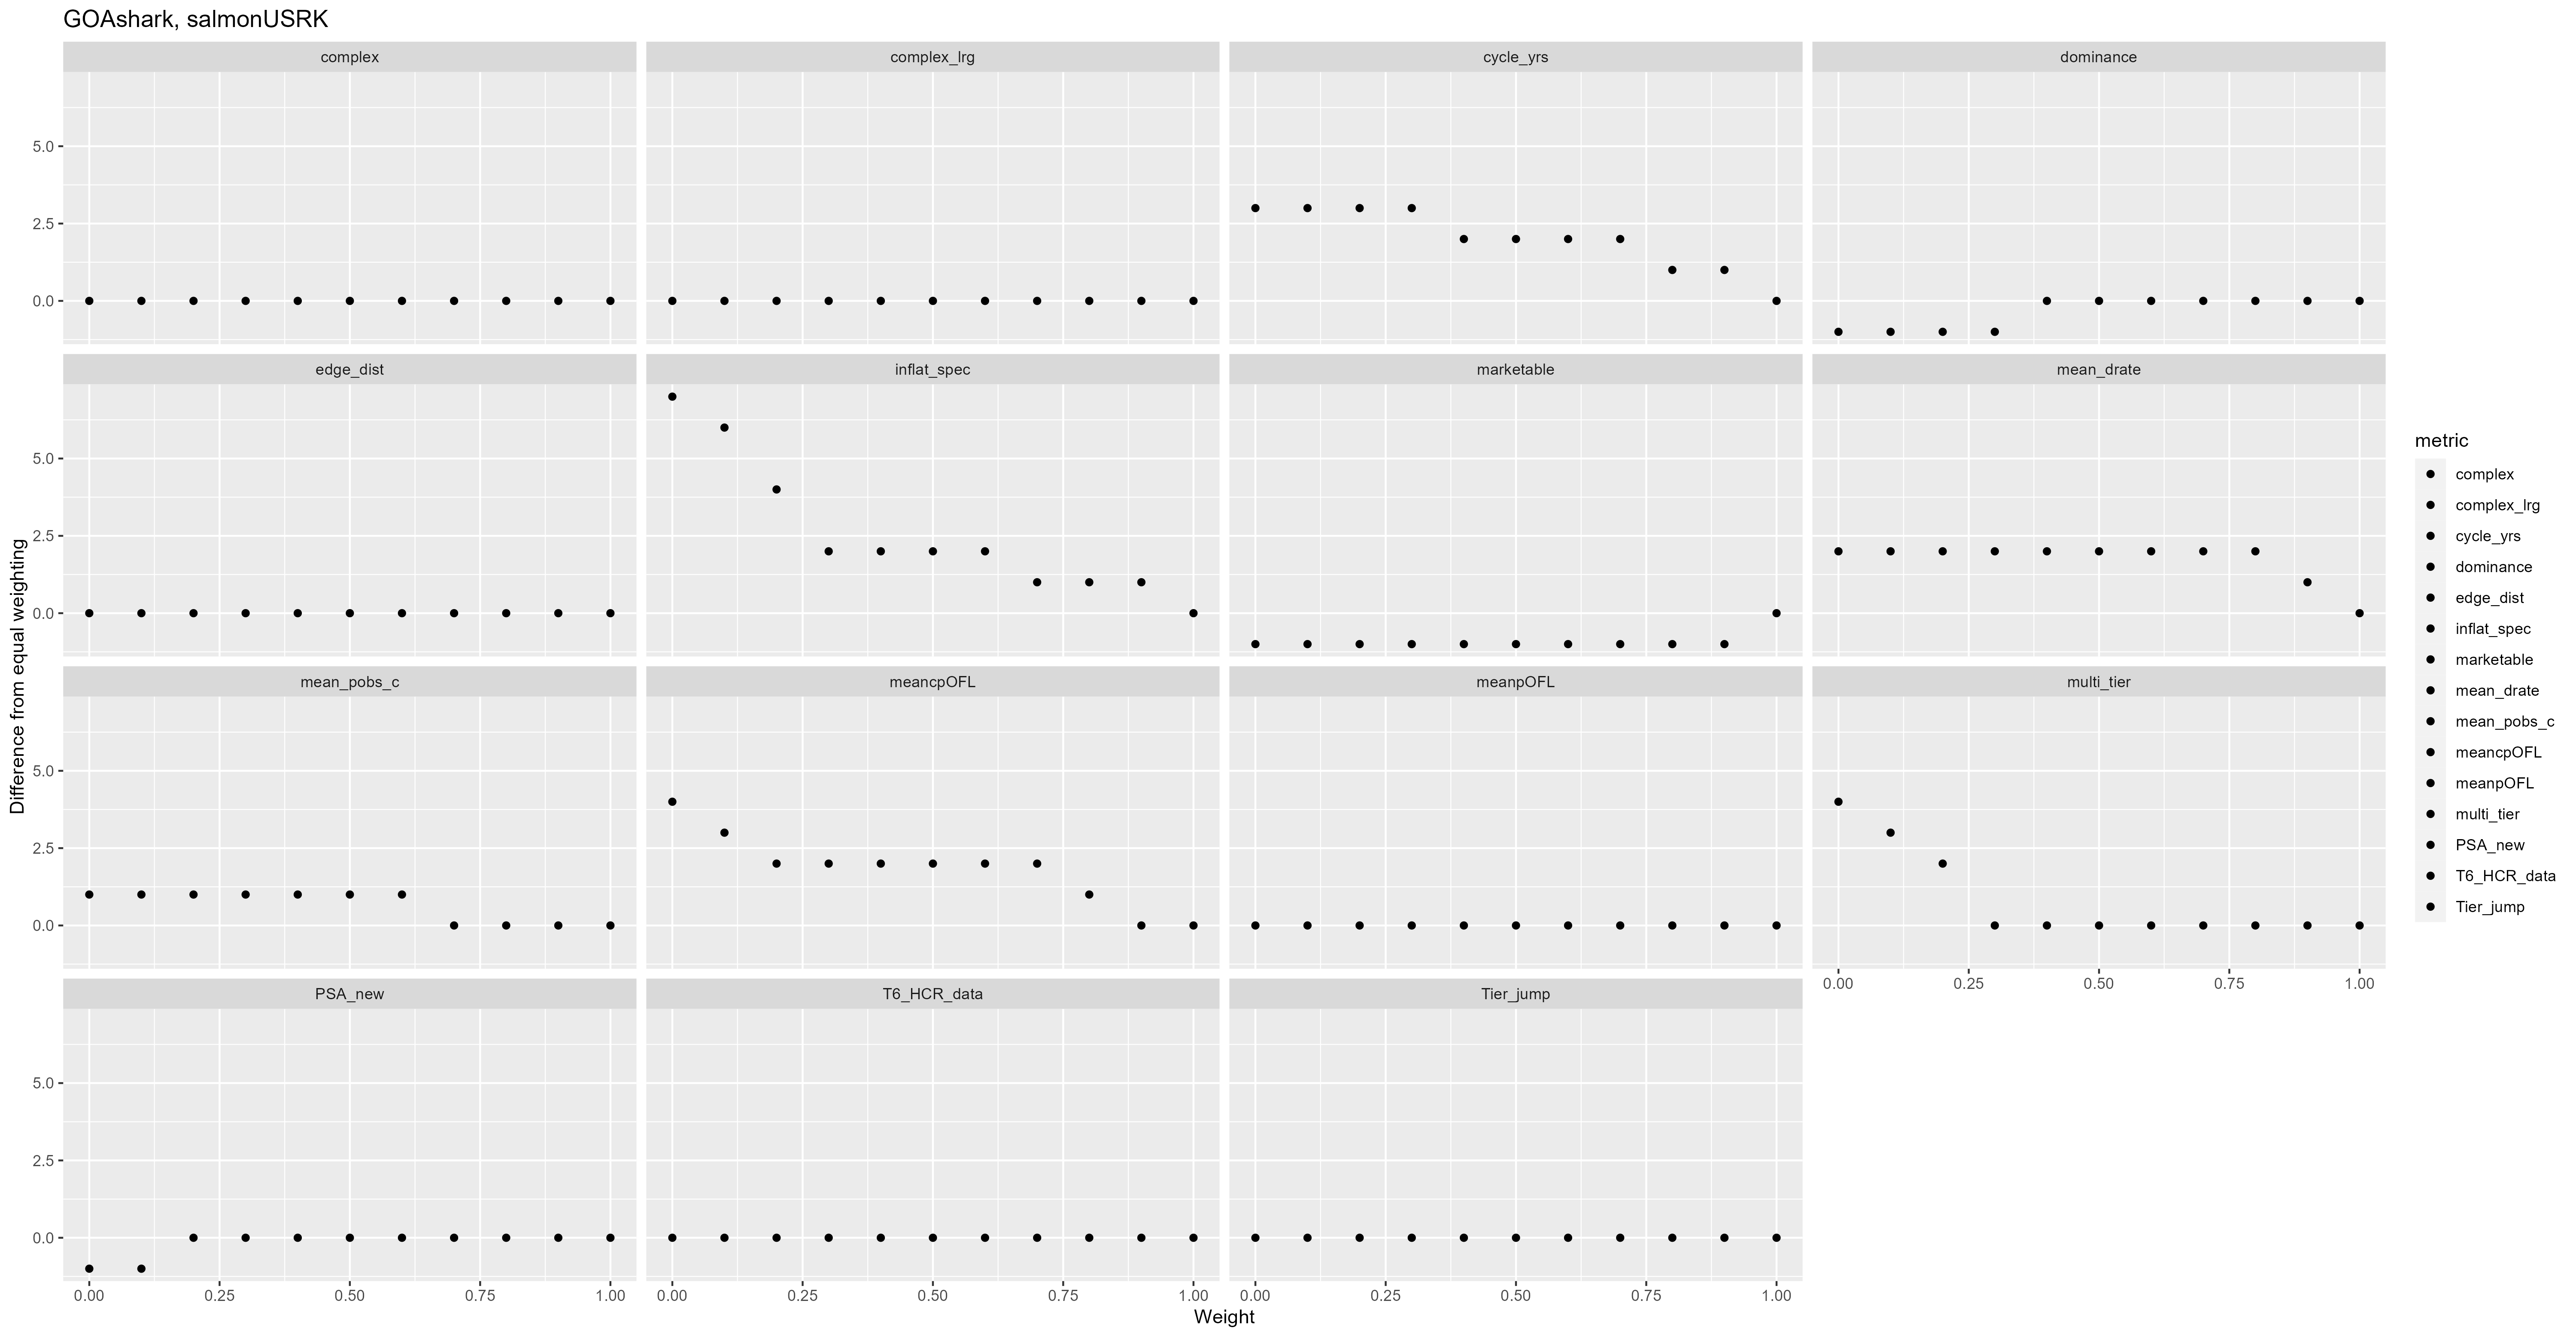 GOAshark, salmonUSRK
complex
complex_lrg
cycle_yrs
dominance
5.0
2.5
0.0
edge_dist
inflat_spec
marketable
mean_drate
5.0
2.5
0.0
mean_pobs_c
meancpOFL
meanpOFL
multi_tier
5.0
2.5
0.0
0.00 0.25 0.50 0.75 1.00
PSA_new
T6_HCR_data
Tier_jump
5.0
2.5
0.0
0.00 0.25 0.50 0.75 1.00
0.00 0.25 0.50 0.75 1.00
0.00 0.25 0.50 0.75 1.00
Weight
Difference from equal weighting
metric
complex
complex_lrg
cycle_yrs
dominance
edge_dist
inflat_spec
marketable
mean_drate
mean_pobs_c
meancpOFL
meanpOFL
multi_tier
PSA_new
T6_HCR_data
Tier_jump